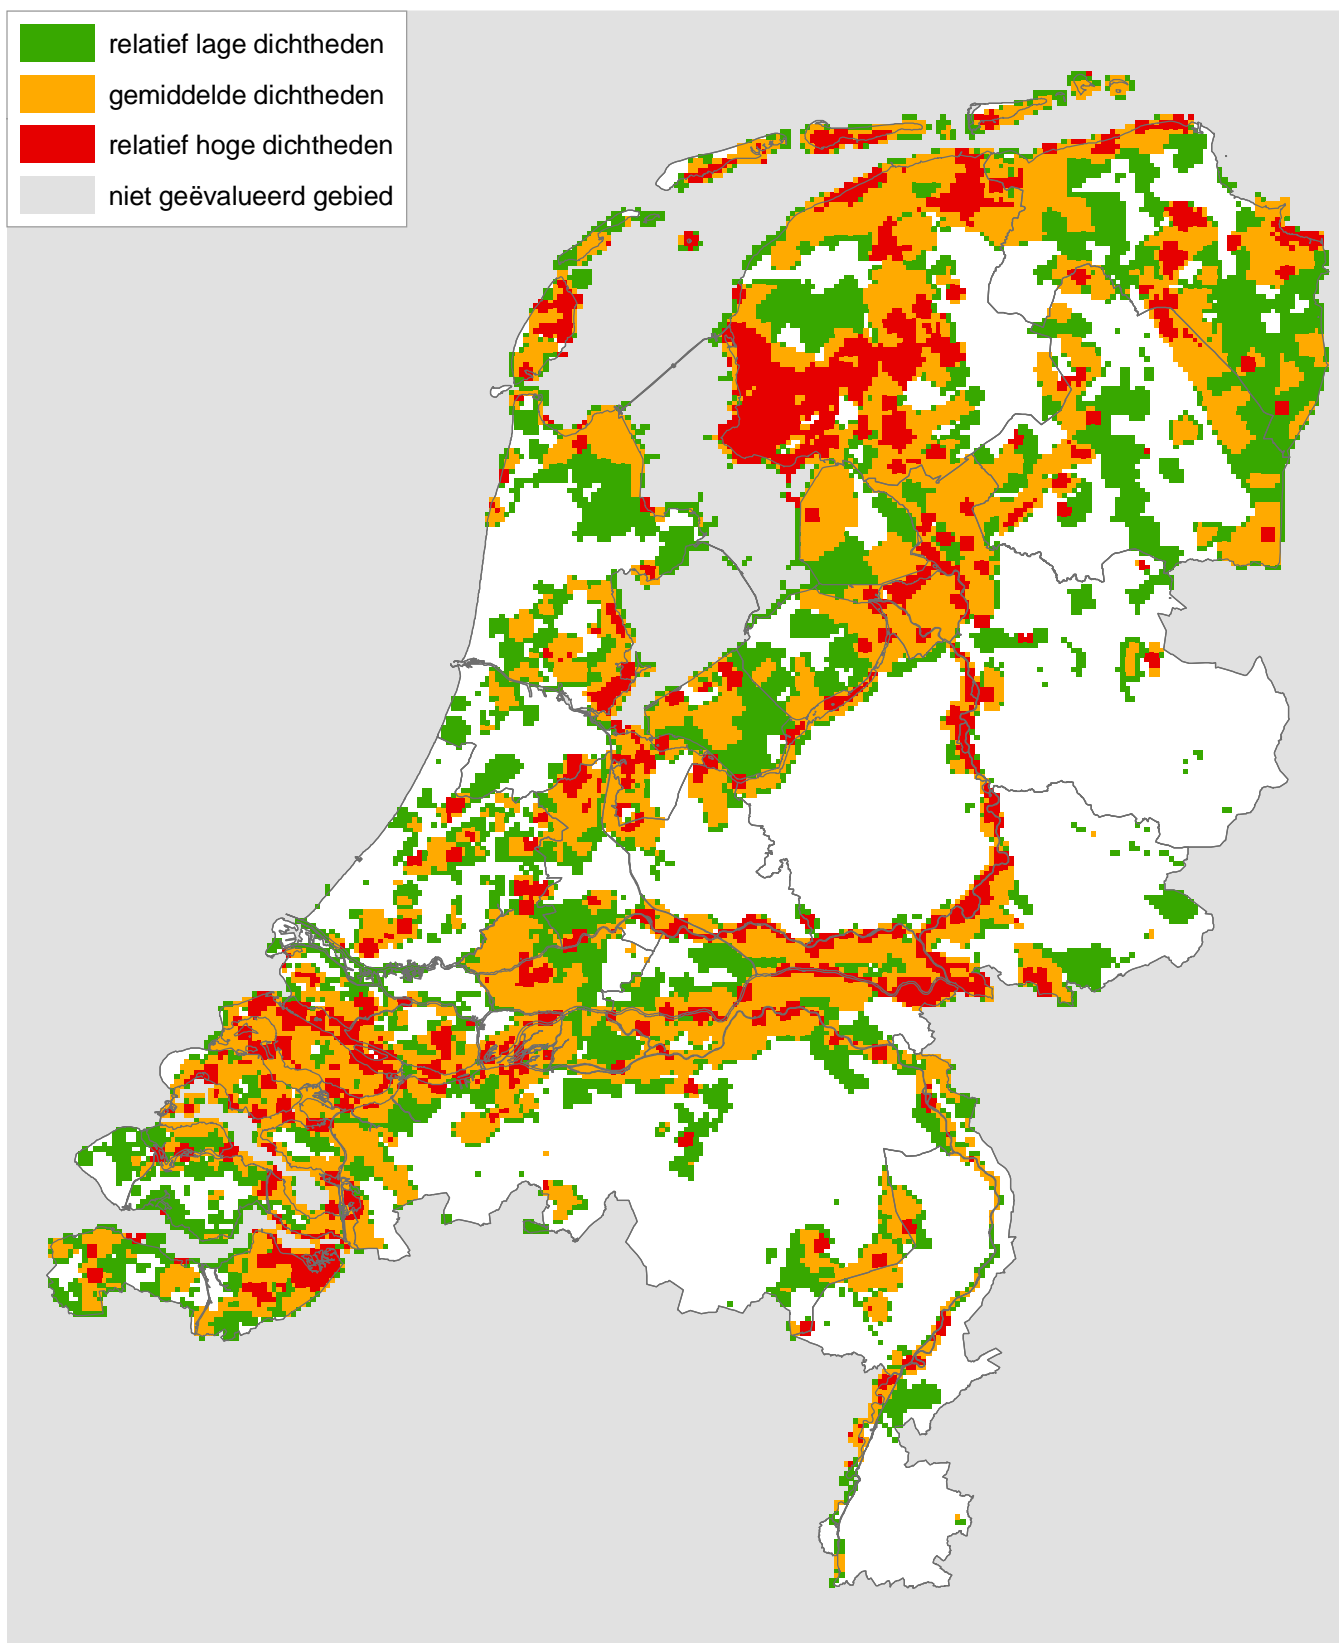 relatief lage dichtheden
gemiddelde dichtheden
relatief hoge dichtheden
niet geëvalueerd gebied